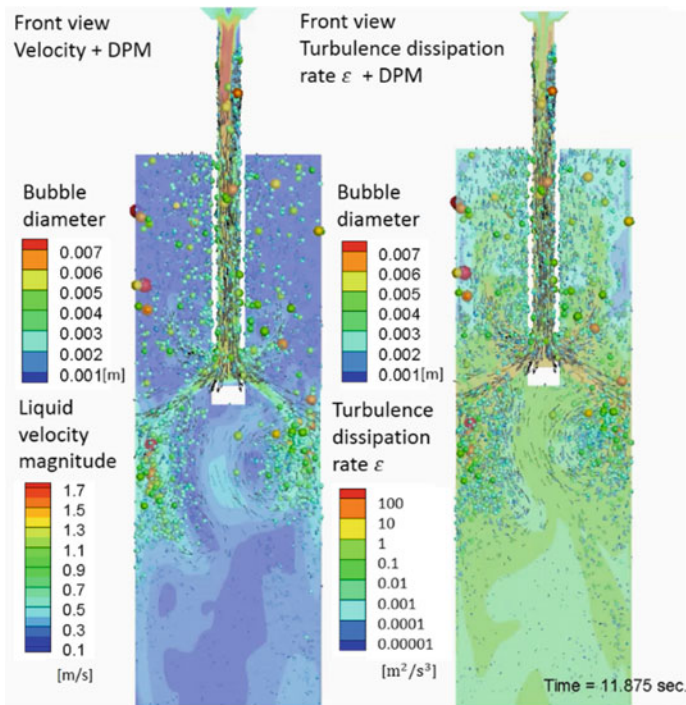 Front view
Velocity + DPM
Front view
Turbulence dissipation
rate ε + DPM
Bubble
diameter
0.007
0.006
0.005
0.004
0.003
0.002
0.001[m]
Bubble
diameter
0.007
0.006
0.005
0.004
0.003
0.002
0.001[m]
Liquid
velocity
magnitude
1.7
1.5
1.3
1.1
0.9
0.7
0.5
0.3
0.1
[m/s]
Turbulence
dissipation
rate ε
100
10
1
0.1
0.01
0.001
0.0001
0.00001
[m²/s³]
Time = 11.875 sec.